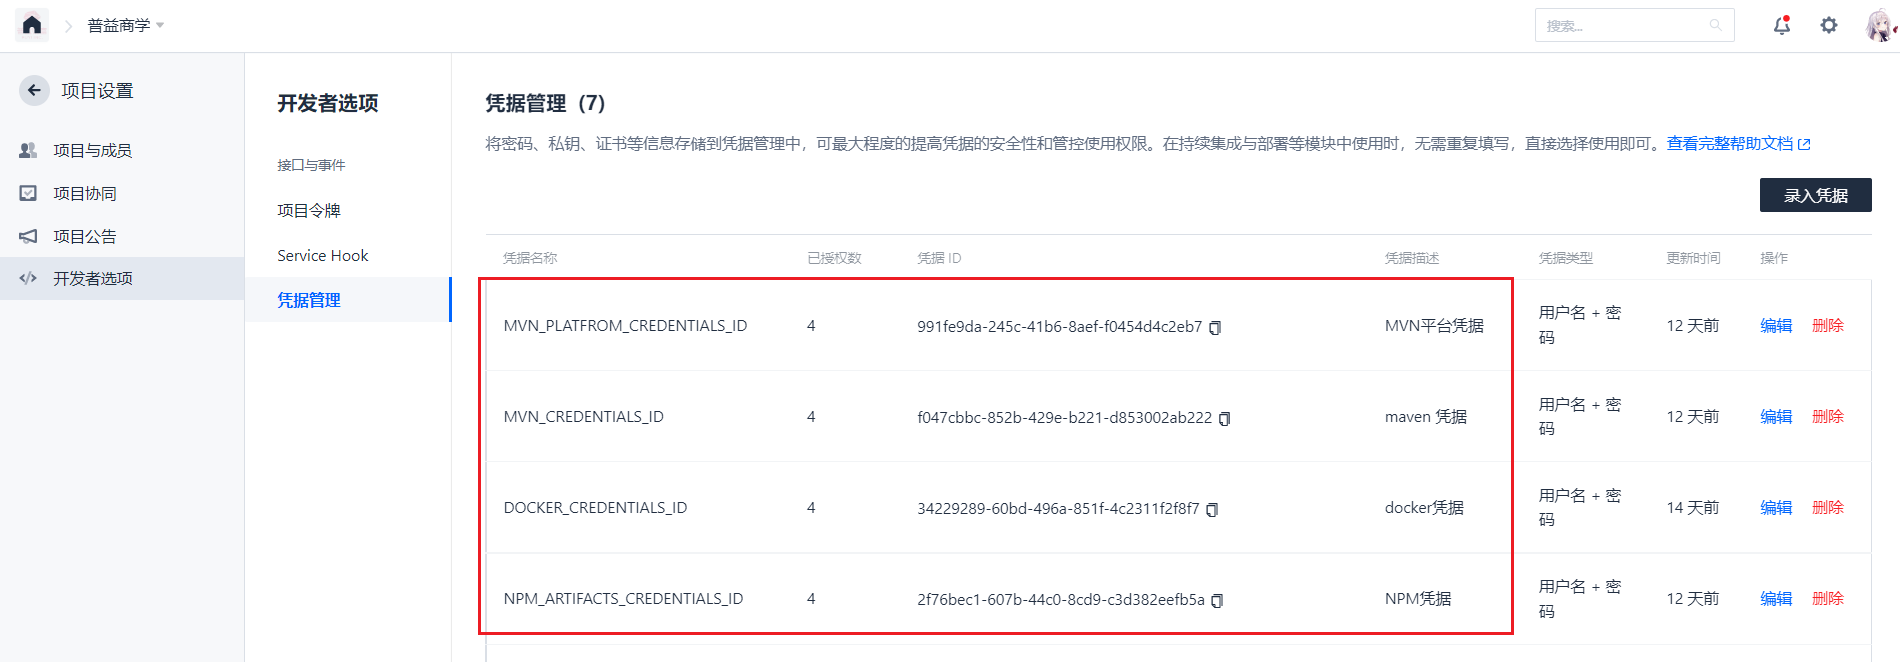 普益商学
搜索...
项目设置
项目与成员
项目协同
项目公告
开发者选项
开发者选项
接口与事件
项目令牌
Service Hook
凭据管理
凭据管理（7）
将密码、私钥、证书等信息存储到凭据管理中，可最大程度的提高凭据的安全性和管控使用权限。在持续集成与部署等模块中使用时，无需重复填写，直接选择使用即可。查看完整帮助文档
录入凭据
凭据名称 已授权数 凭据 ID 凭据描述 凭据类型 更新时间 操作
MVN_PLATFROM_CREDENTIALS_ID 4 991fe9da-245c-41b6-8aef-f0454d4c2eb7 MVN平台凭据 用户名 + 密码 12 天前 编辑 删除
MVN_CREDENTIALS_ID 4 f047cbbc-852b-429e-b221-d853002ab222 maven 凭据 用户名 + 密码 12 天前 编辑 删除
DOCKER_CREDENTIALS_ID 4 34229289-60bd-496a-851f-4c2311f2f8f7 docker凭据 用户名 + 密码 14 天前 编辑 删除
NPM_ARTIFACTS_CREDENTIALS_ID 4 2f76bec1-607b-44c0-8cd9-c3d382eefb5a NPM凭据 用户名 + 密码 12 天前 编辑 删除